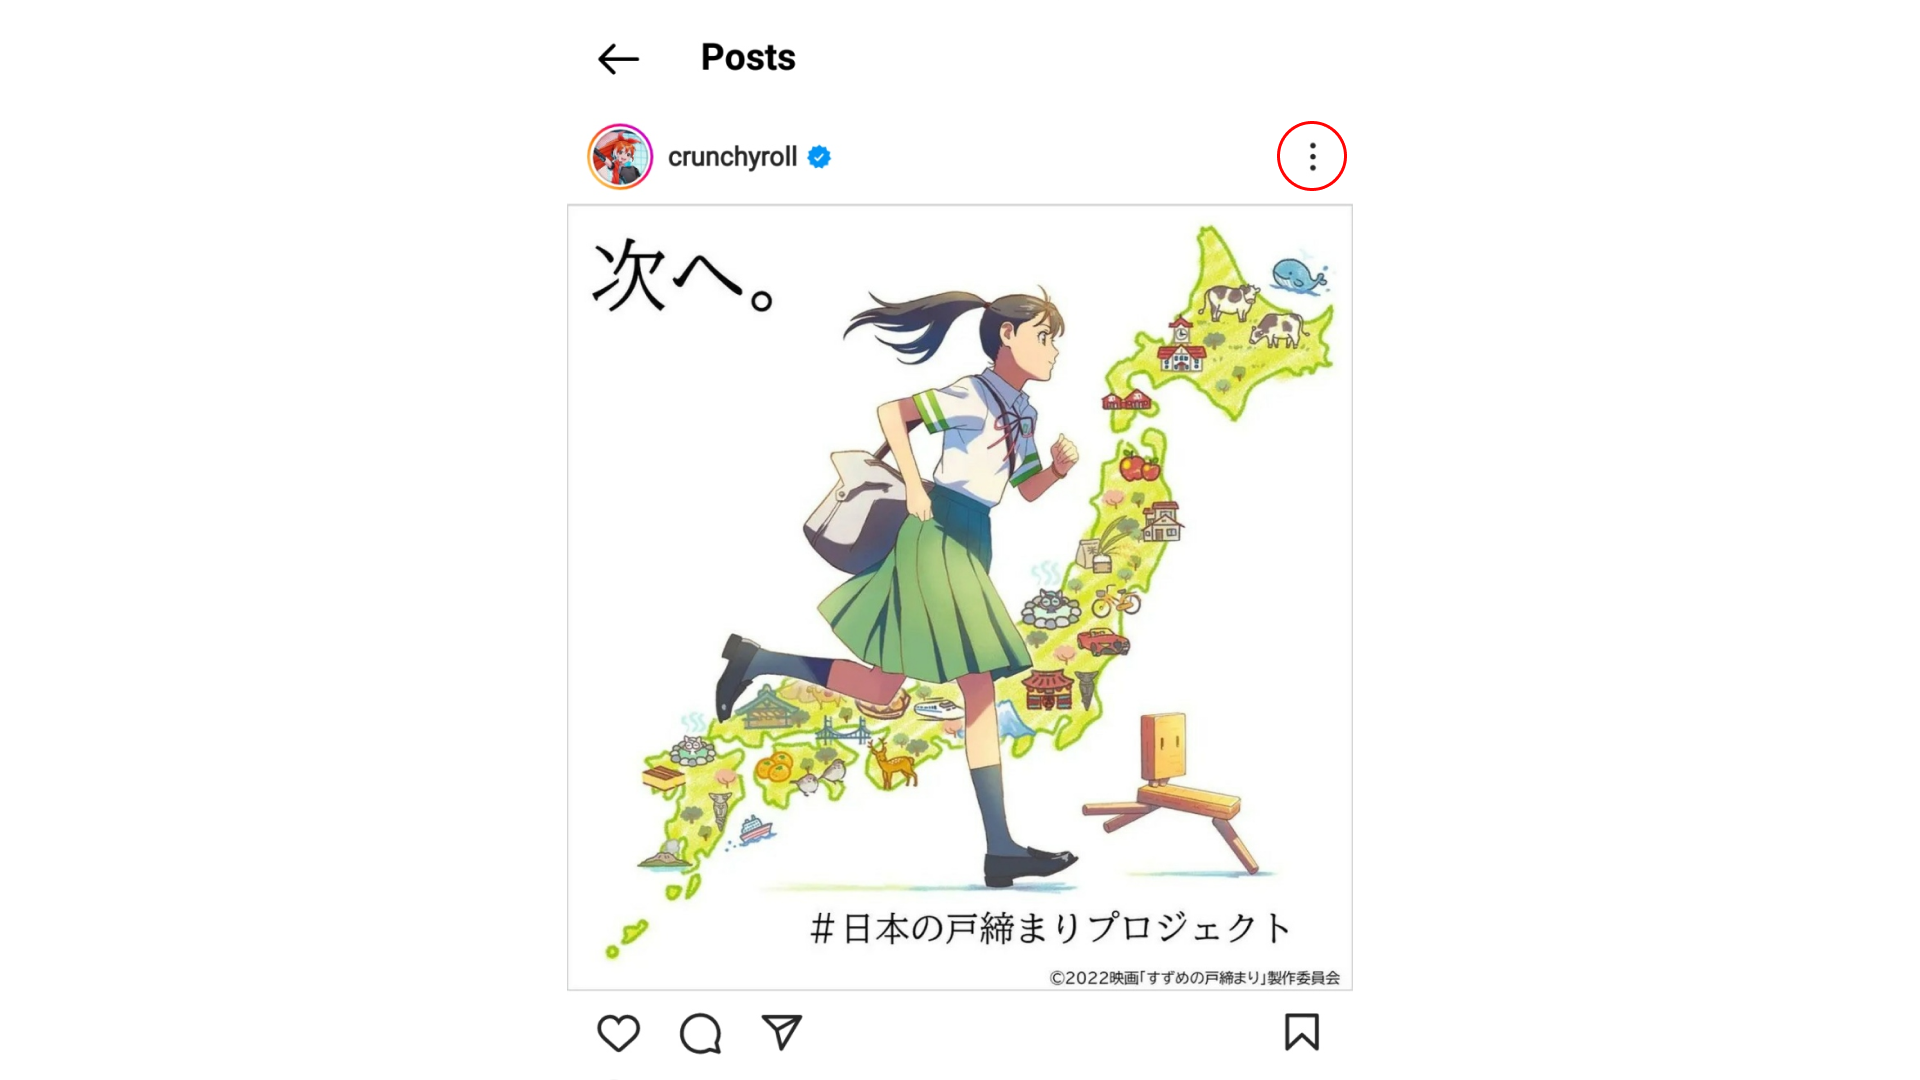 Posts
crunchyroll
次へ。
#日本の戸締まりプロジェクト
©2022映画「すずめの戸締まり」製作委員会